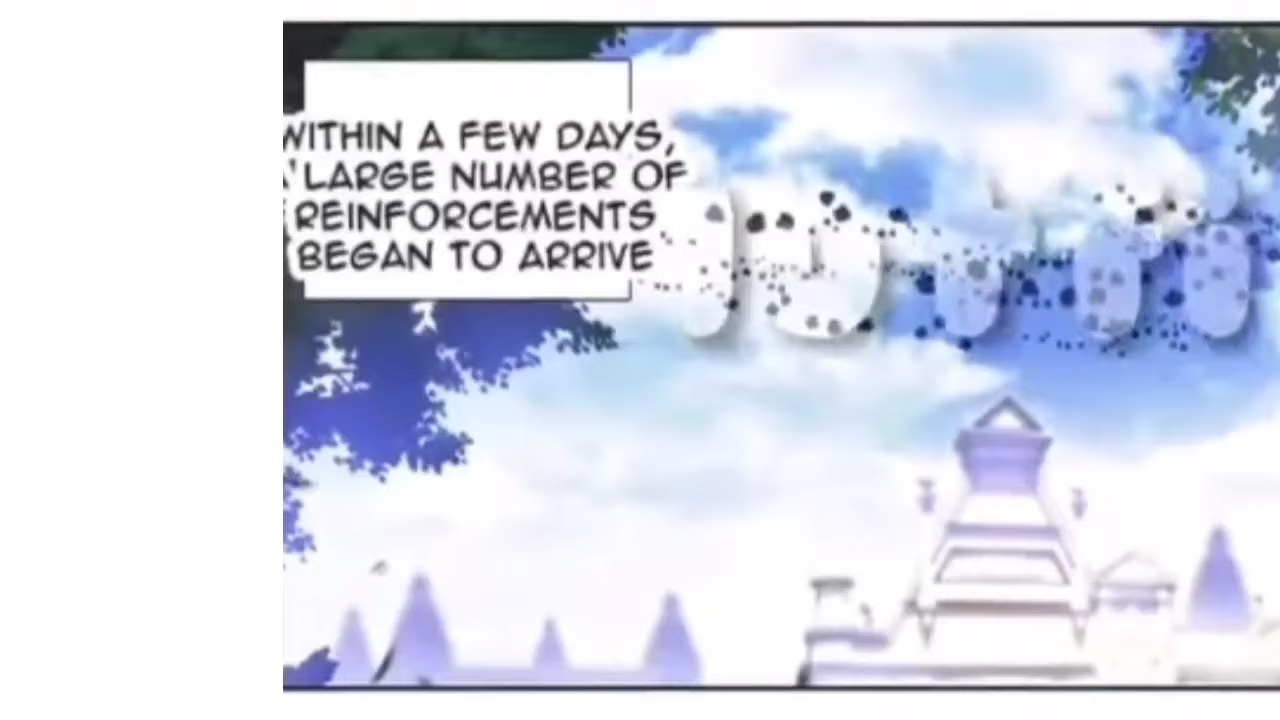 WITHIN A FEW DAYS,
A LARGE NUMBER OF
REINFORCEMENTS
BEGAN TO ARRIVE